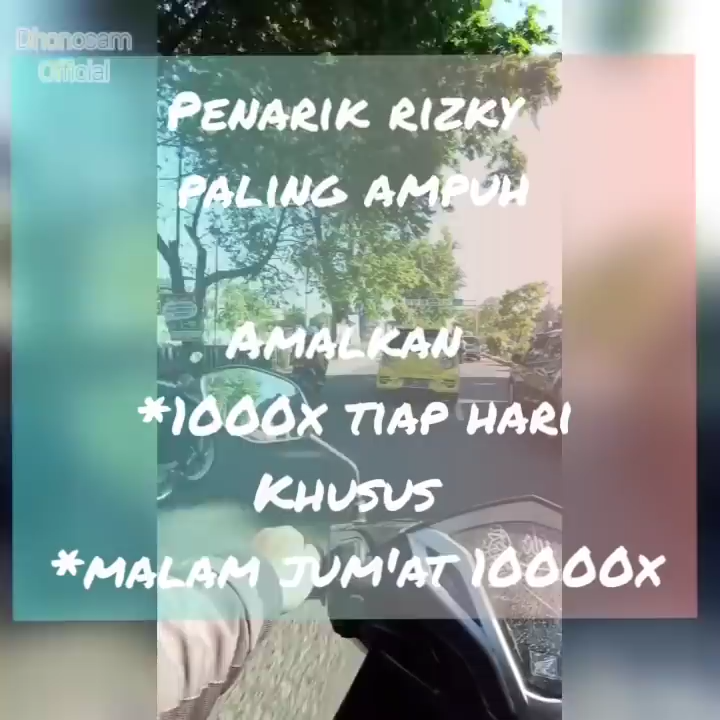 Dhanosam
Official
PENARIK RIZKY
PALING AMPUH
AMALKAN
*1000X TIAP HARI
KHUSUS
*MALAM JUM'AT 10000X